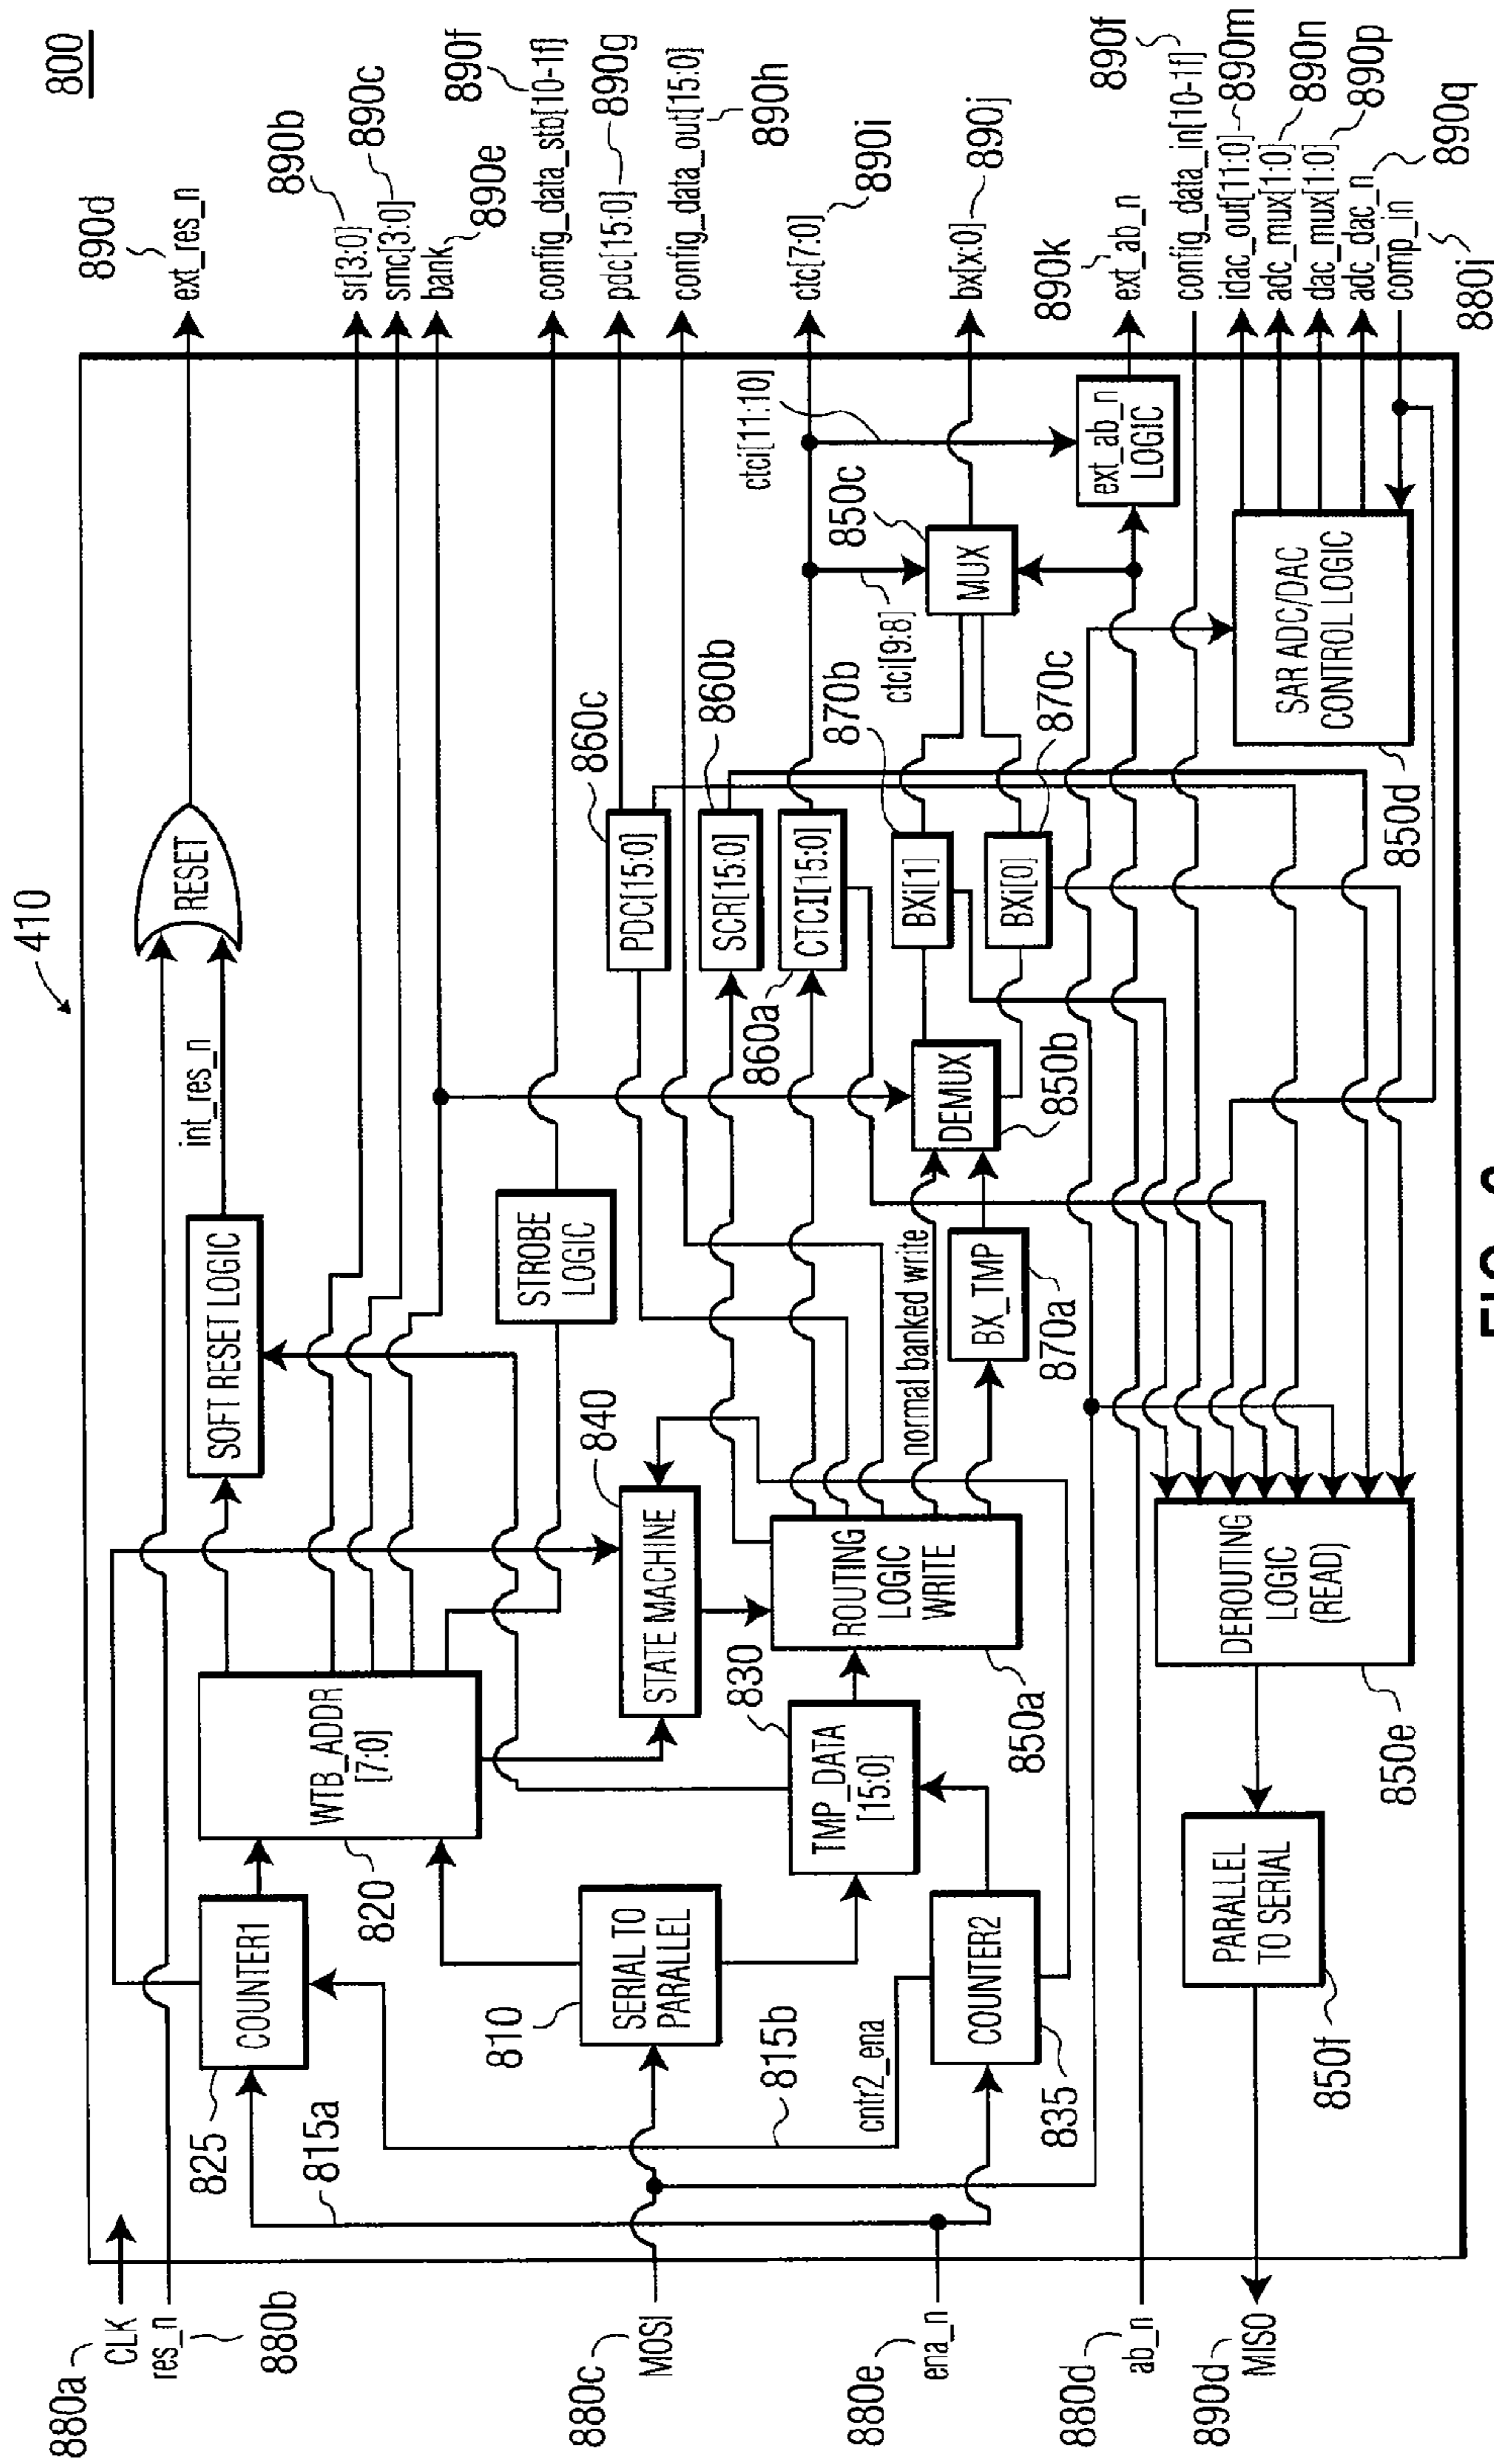 800
410
880a
CLK
res_n
880b
880c
MOSI
880e
ena_n
880d
ab_n
890d
MISO
825
815a
COUNTER1
820
WTB_ADDR
[7:0]
810
SERIAL TO
PARALLEL
815b
cntr2_ena
COUNTER2
835
PARALLEL
TO SERIAL
850f
SOFT RESET LOGIC
int_res_n
RESET
STROBE
LOGIC
840
STATE MACHINE
830
TMP_DATA
[15:0]
ROUTING
LOGIC
WRITE
850a
DEROUTING
LOGIC
(READ)
850e
normal banked write
BX_TMP
870a
DEMUX
850b
860c
PDC[15:0]
860b
SCR[15:0]
860a
CTCI[15:0]
870b
BXi[1]
870c
BXi[0]
ctci[9:8]
850c
MUX
ctci[11:10]
ext_ab_n
LOGIC
SAR ADC/DAC
CONTROL LOGIC
850d
890d
ext_res_n
890b
sr[3:0]
smc[3:0]
890c
bank
890e
890f
config_data_stb[10-1f]
pdc[15:0]
890g
config_data_out[15:0]
890h
ctc[7:0]
890i
bx[x:0]
890j
890k
ext_ab_n
890f
config_data_in[10-1f]
idac_out[11:0]
890m
adc_mux[1:0]
890n
dac_mux[1:0]
890p
adc_dac_n
890q
comp_in
880j